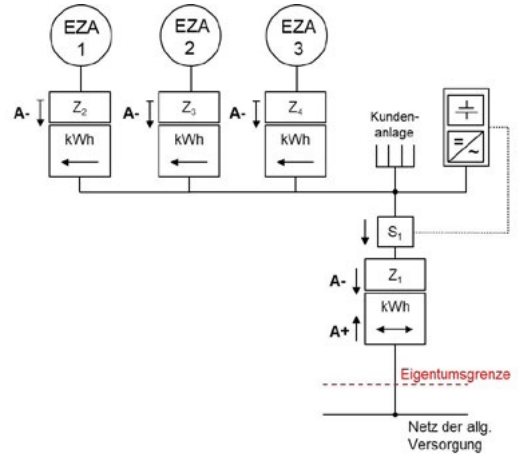 EZA 1
EZA 2
EZA 3
A-
Z2
A-
Z3
A-
Z4
kWh
kWh
kWh
Kunden-
anlage
=
~
S1
A-
Z1
kWh
A+
Eigentumsgrenze
Netz der allg.
Versorgung